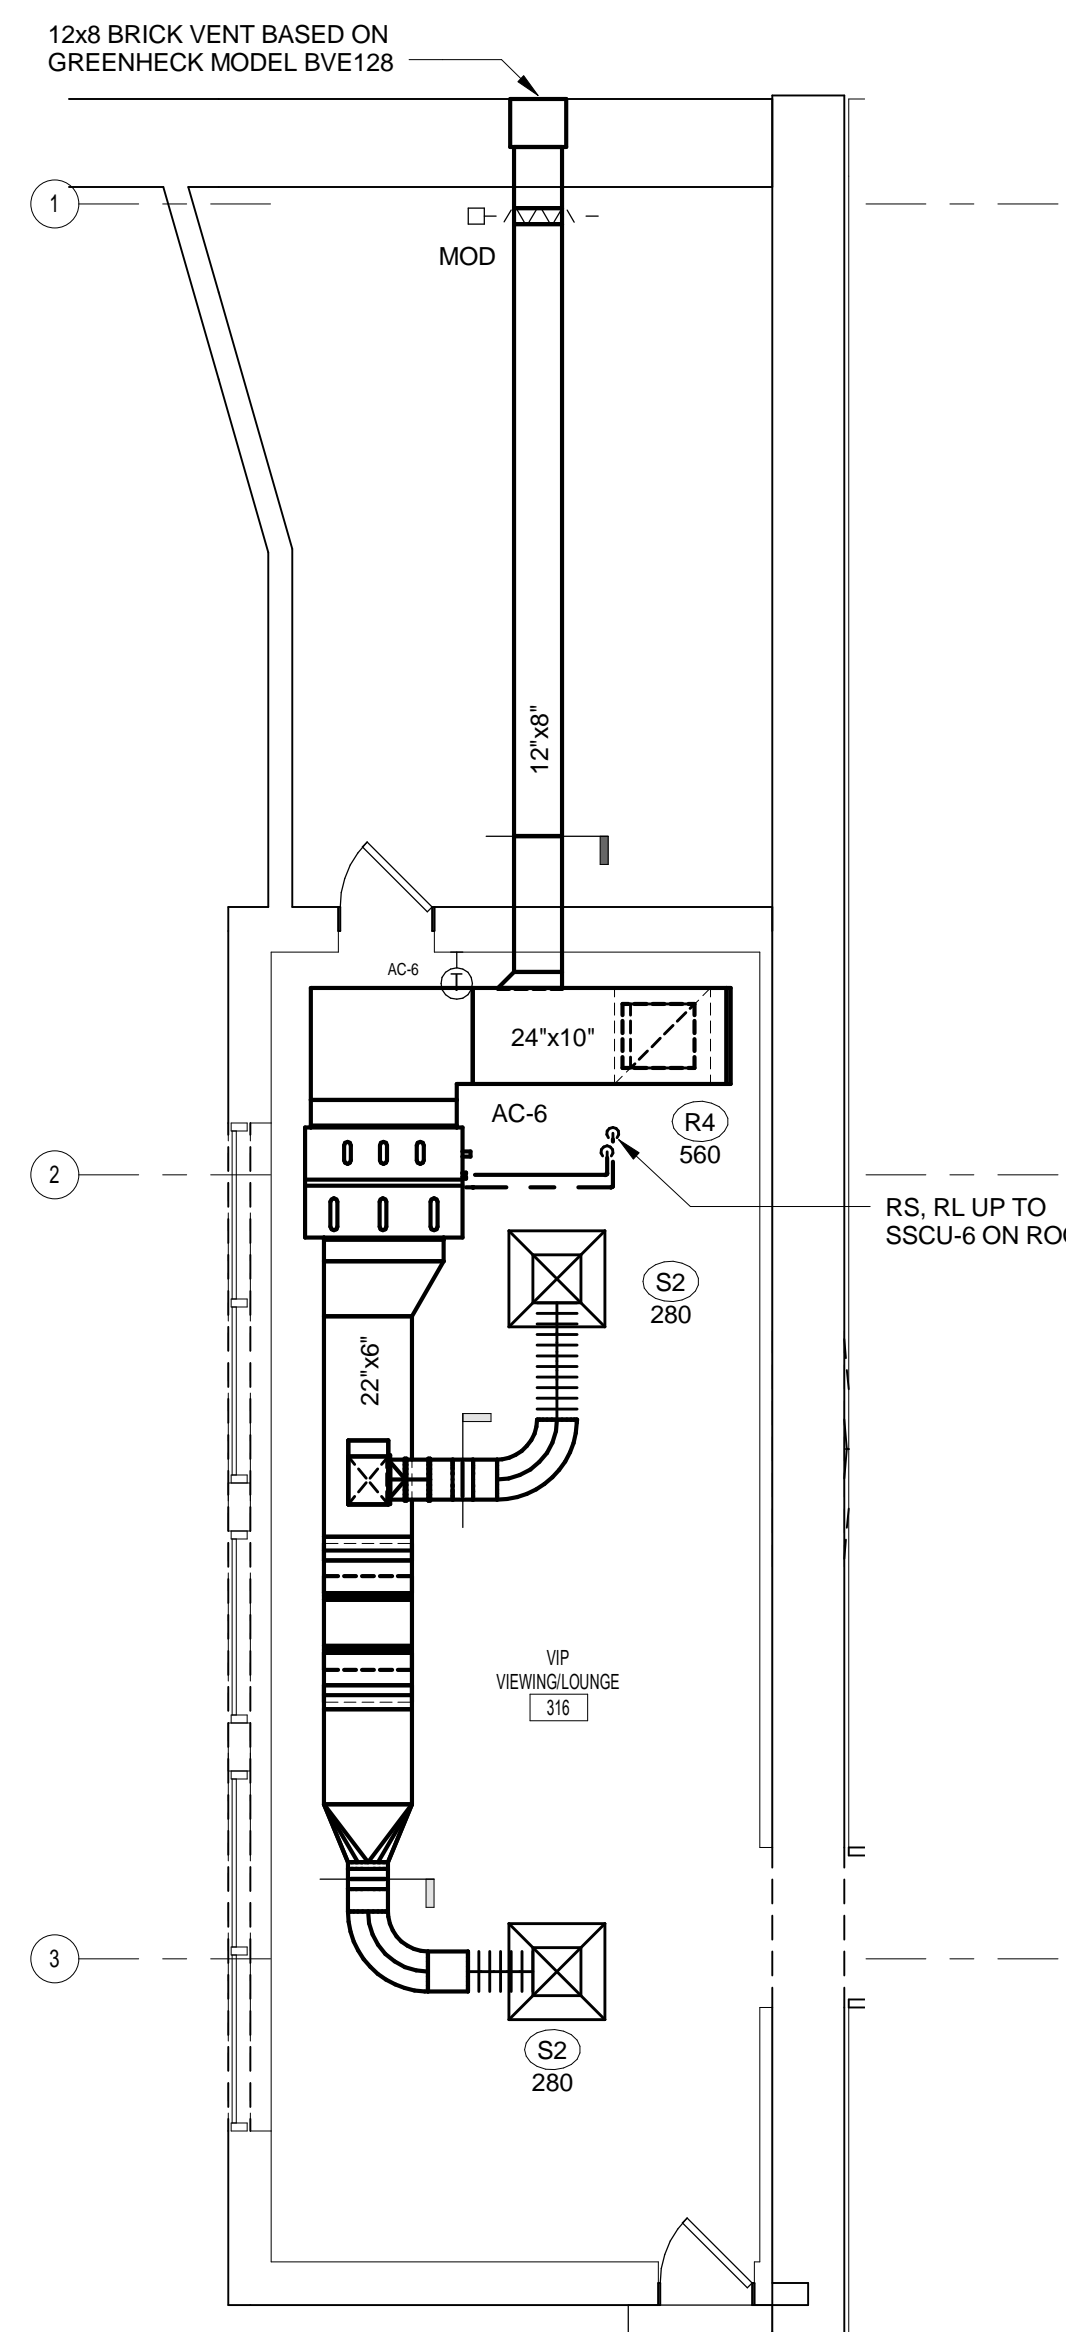 12x8 BRICK VENT BASED ON
GREENHECK MODEL BVE128
1
MOD
12"x8"
AC-6
T
24"x10"
AC-6
R4
560
2
RS, RL UP TO
SSCU-6 ON
S2
280
22"x6"
VIP
VIEWING/LOUNGE
316
3
S2
280